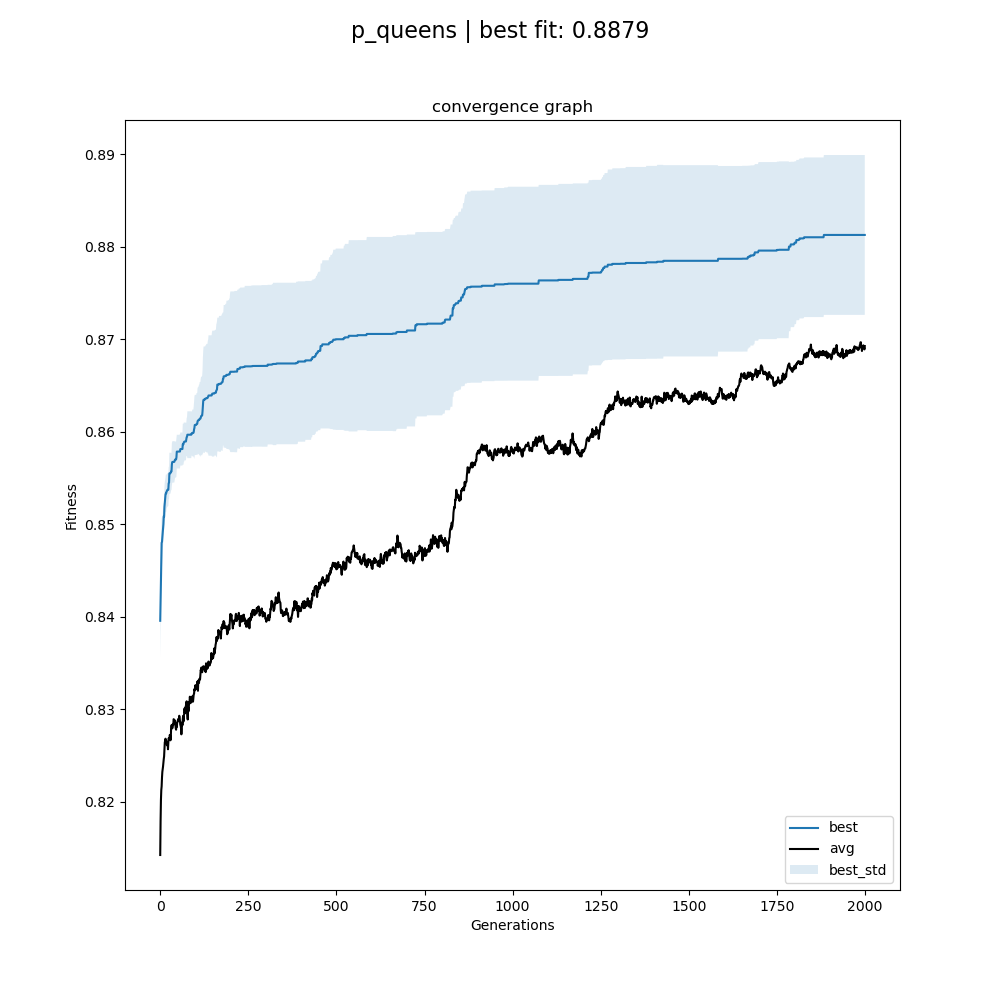 p_queens | best fit: 0.8879
convergence graph
0.89
0.88
0.87
0.86
0.85
0.84
0.83
0.82
Fitness
0 250 500 750 1000 1250 1500 1750 2000
Generations
best
avg
best_std